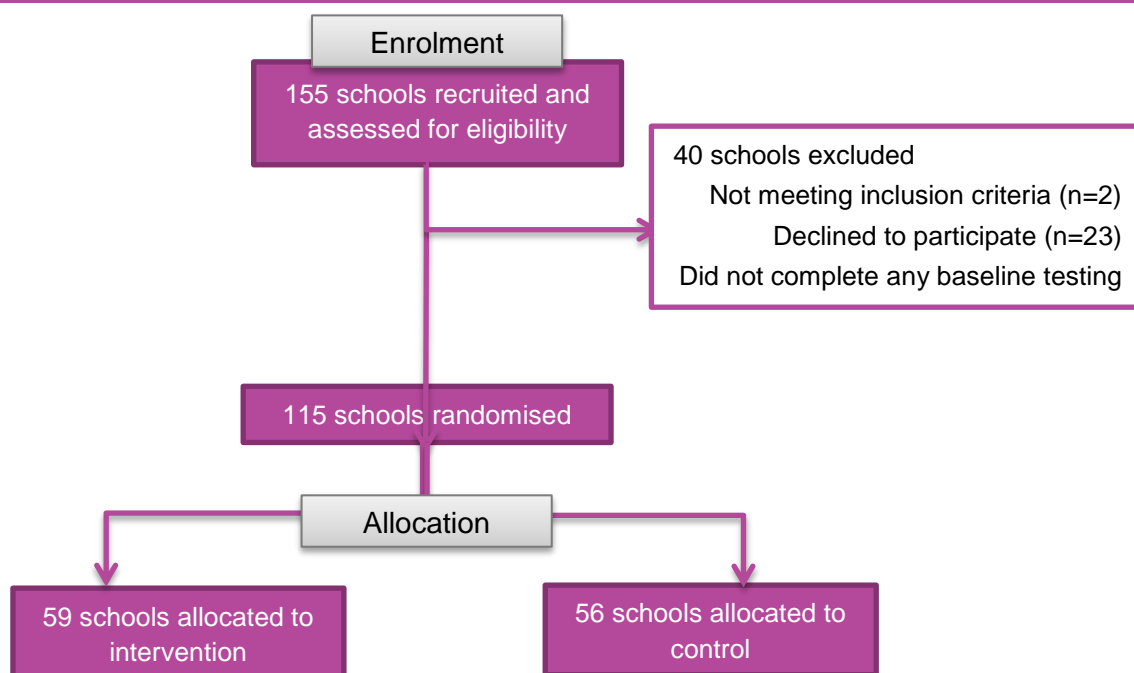 Enrolment
155 schools recruited and
assessed for eligibility
40 schools excluded
Not meeting inclusion criteria (n=2)
Declined to participate (n=23)
Did not complete any baseline testing
115 schools randomised
Allocation
59 schools allocated to
intervention
56 schools allocated to
control